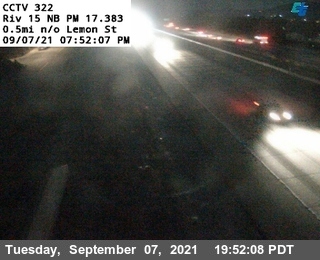 CCTV 322
Riv 15 NB PM 17.383
0.5mi n/o Lemon St
09/07/21 07:52:07 PM
Tuesday, September 07, 2021 19:52:08 PDT